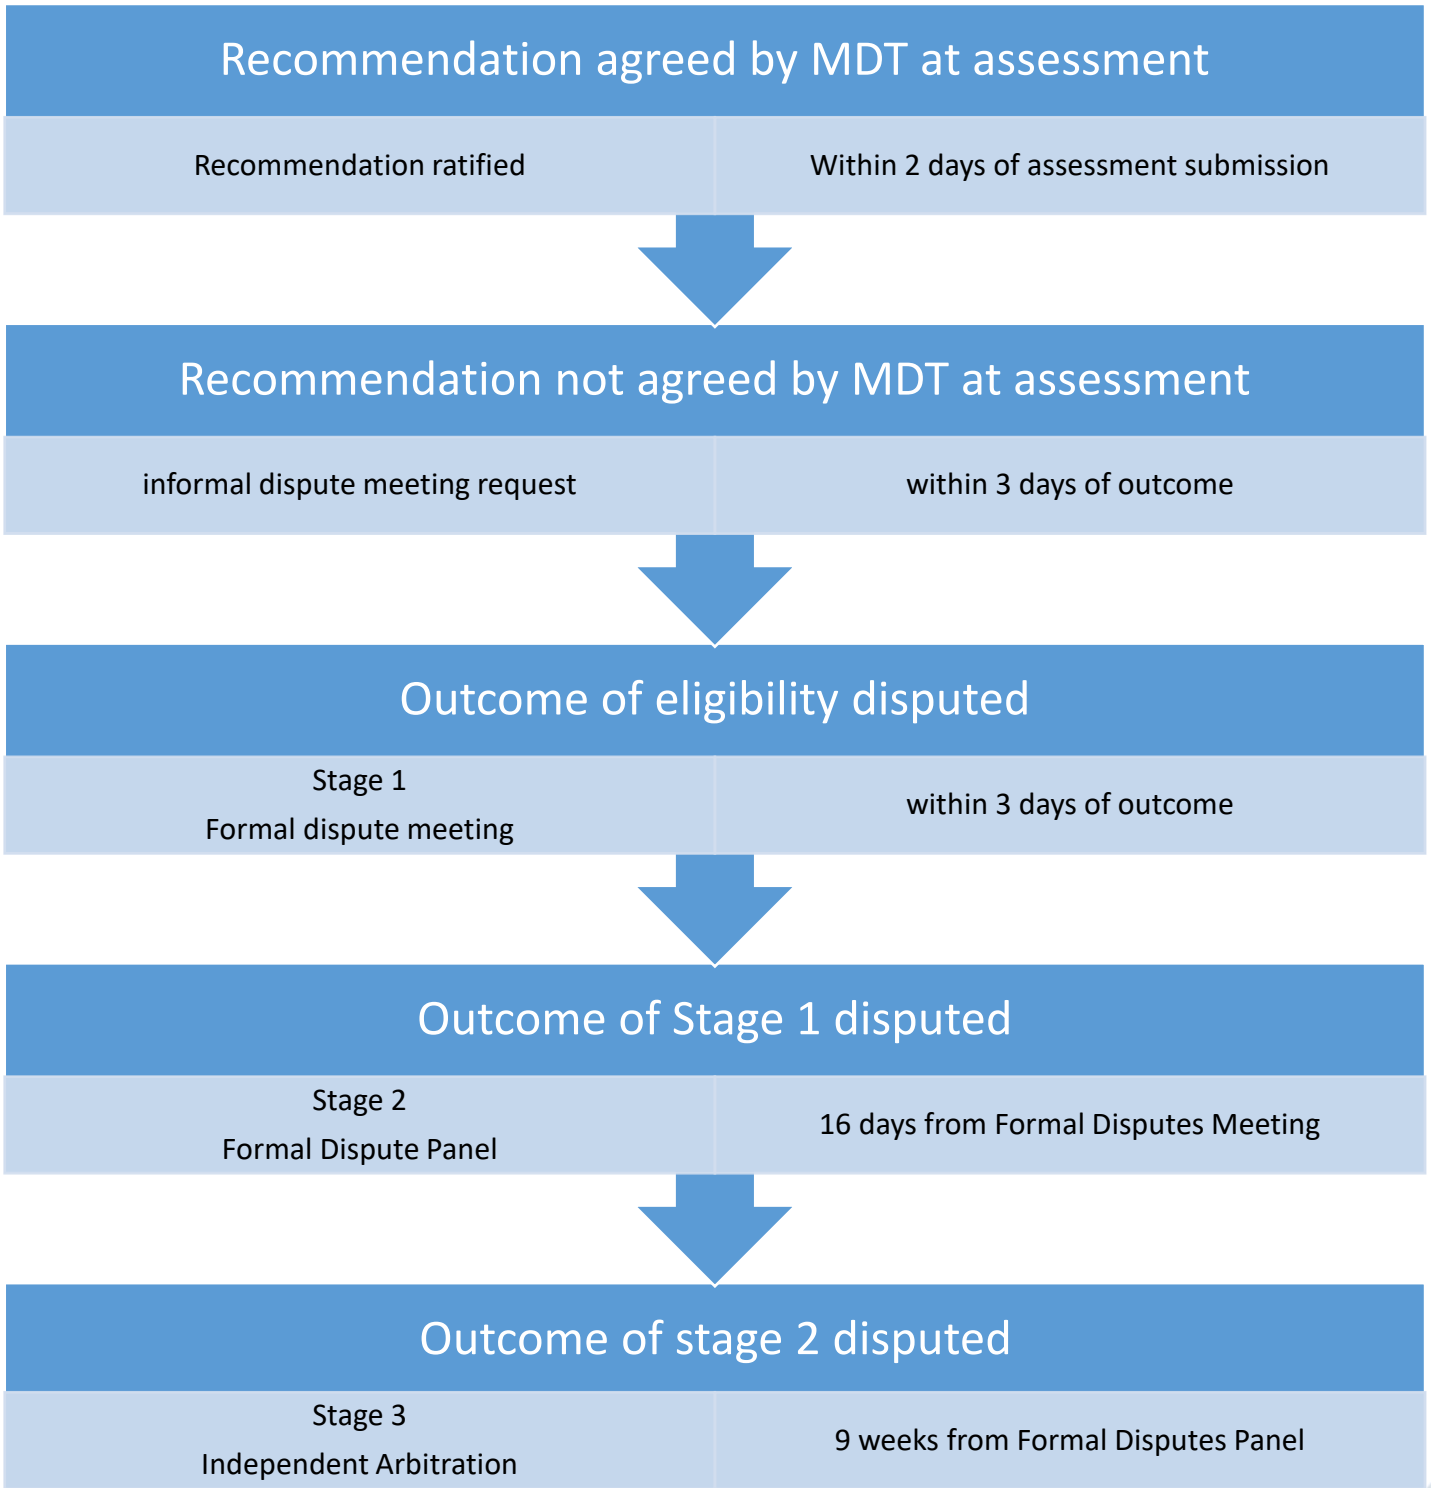 Recommendation agreed by MDT at assessment
Recommendation ratified
Within 2 days of assessment submission
Recommendation not agreed by MDT at assessment
informal dispute meeting request
within 3 days of outcome
Outcome of eligibility disputed
Stage 1
Formal dispute meeting
within 3 days of outcome
Outcome of Stage 1 disputed
Stage 2
Formal Dispute Panel
16 days from Formal Disputes Meeting
Outcome of stage 2 disputed
Stage 3
Independent Arbitration
9 weeks from Formal Disputes Panel